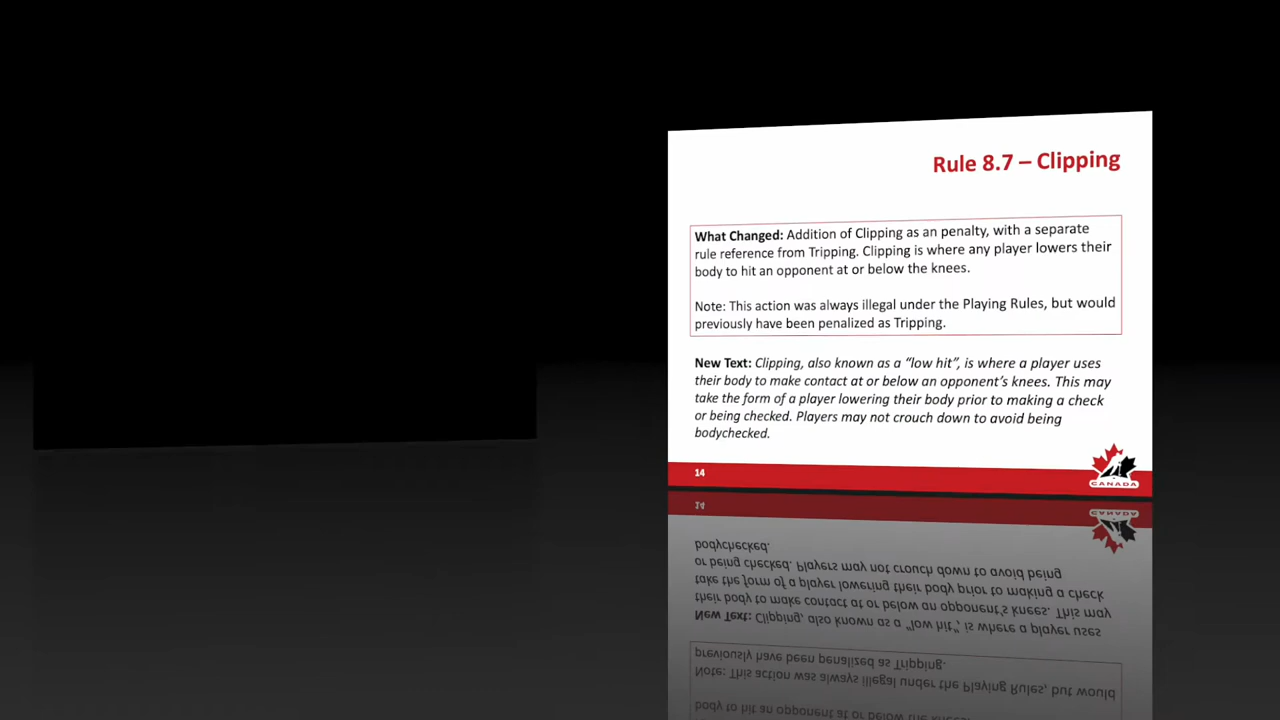 Rule 8.7 – Clipping
What Changed: Addition of Clipping as an penalty, with a separate
rule reference from Tripping. Clipping is where any player lowers their
body to hit an opponent at or below the knees.
Note: This action was always illegal under the Playing Rules, but would
previously have been penalized as Tripping.
New Text: Clipping, also known as a “low hit”, is where a player uses
their body to make contact at or below an opponent’s knees. This may
take the form of a player lowering their body prior to making a check
or being checked. Players may not crouch down to avoid being
bodychecked.
14
CANADA